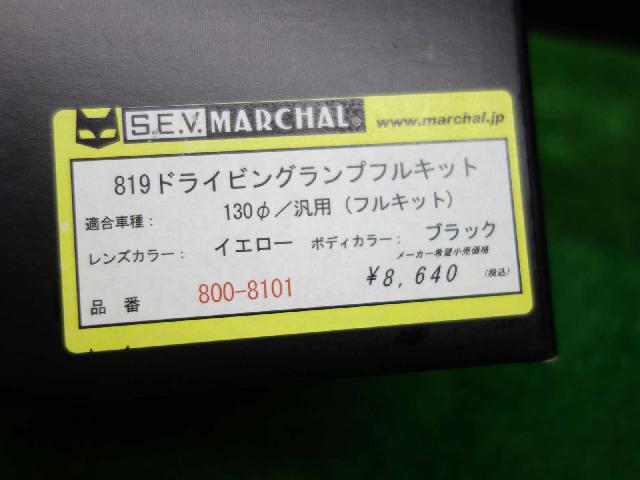 S.E.V. MARCHAL® www.marchal.jp
819ドライビングランプフルキット
適合車種： 130φ／汎用（フルキット）
レンズカラー： イエロー ボディカラー： ブラック
メーカー希望小売価格
品番 800-8101 ¥8,640 (税込)